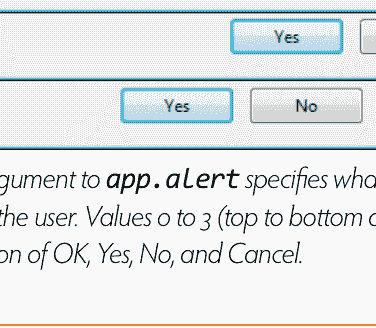 Yes
Yes No
gument to app.alert specifies
the user. Values 0 to 3 (top to bottom
on of OK, Yes, No, and Cancel.